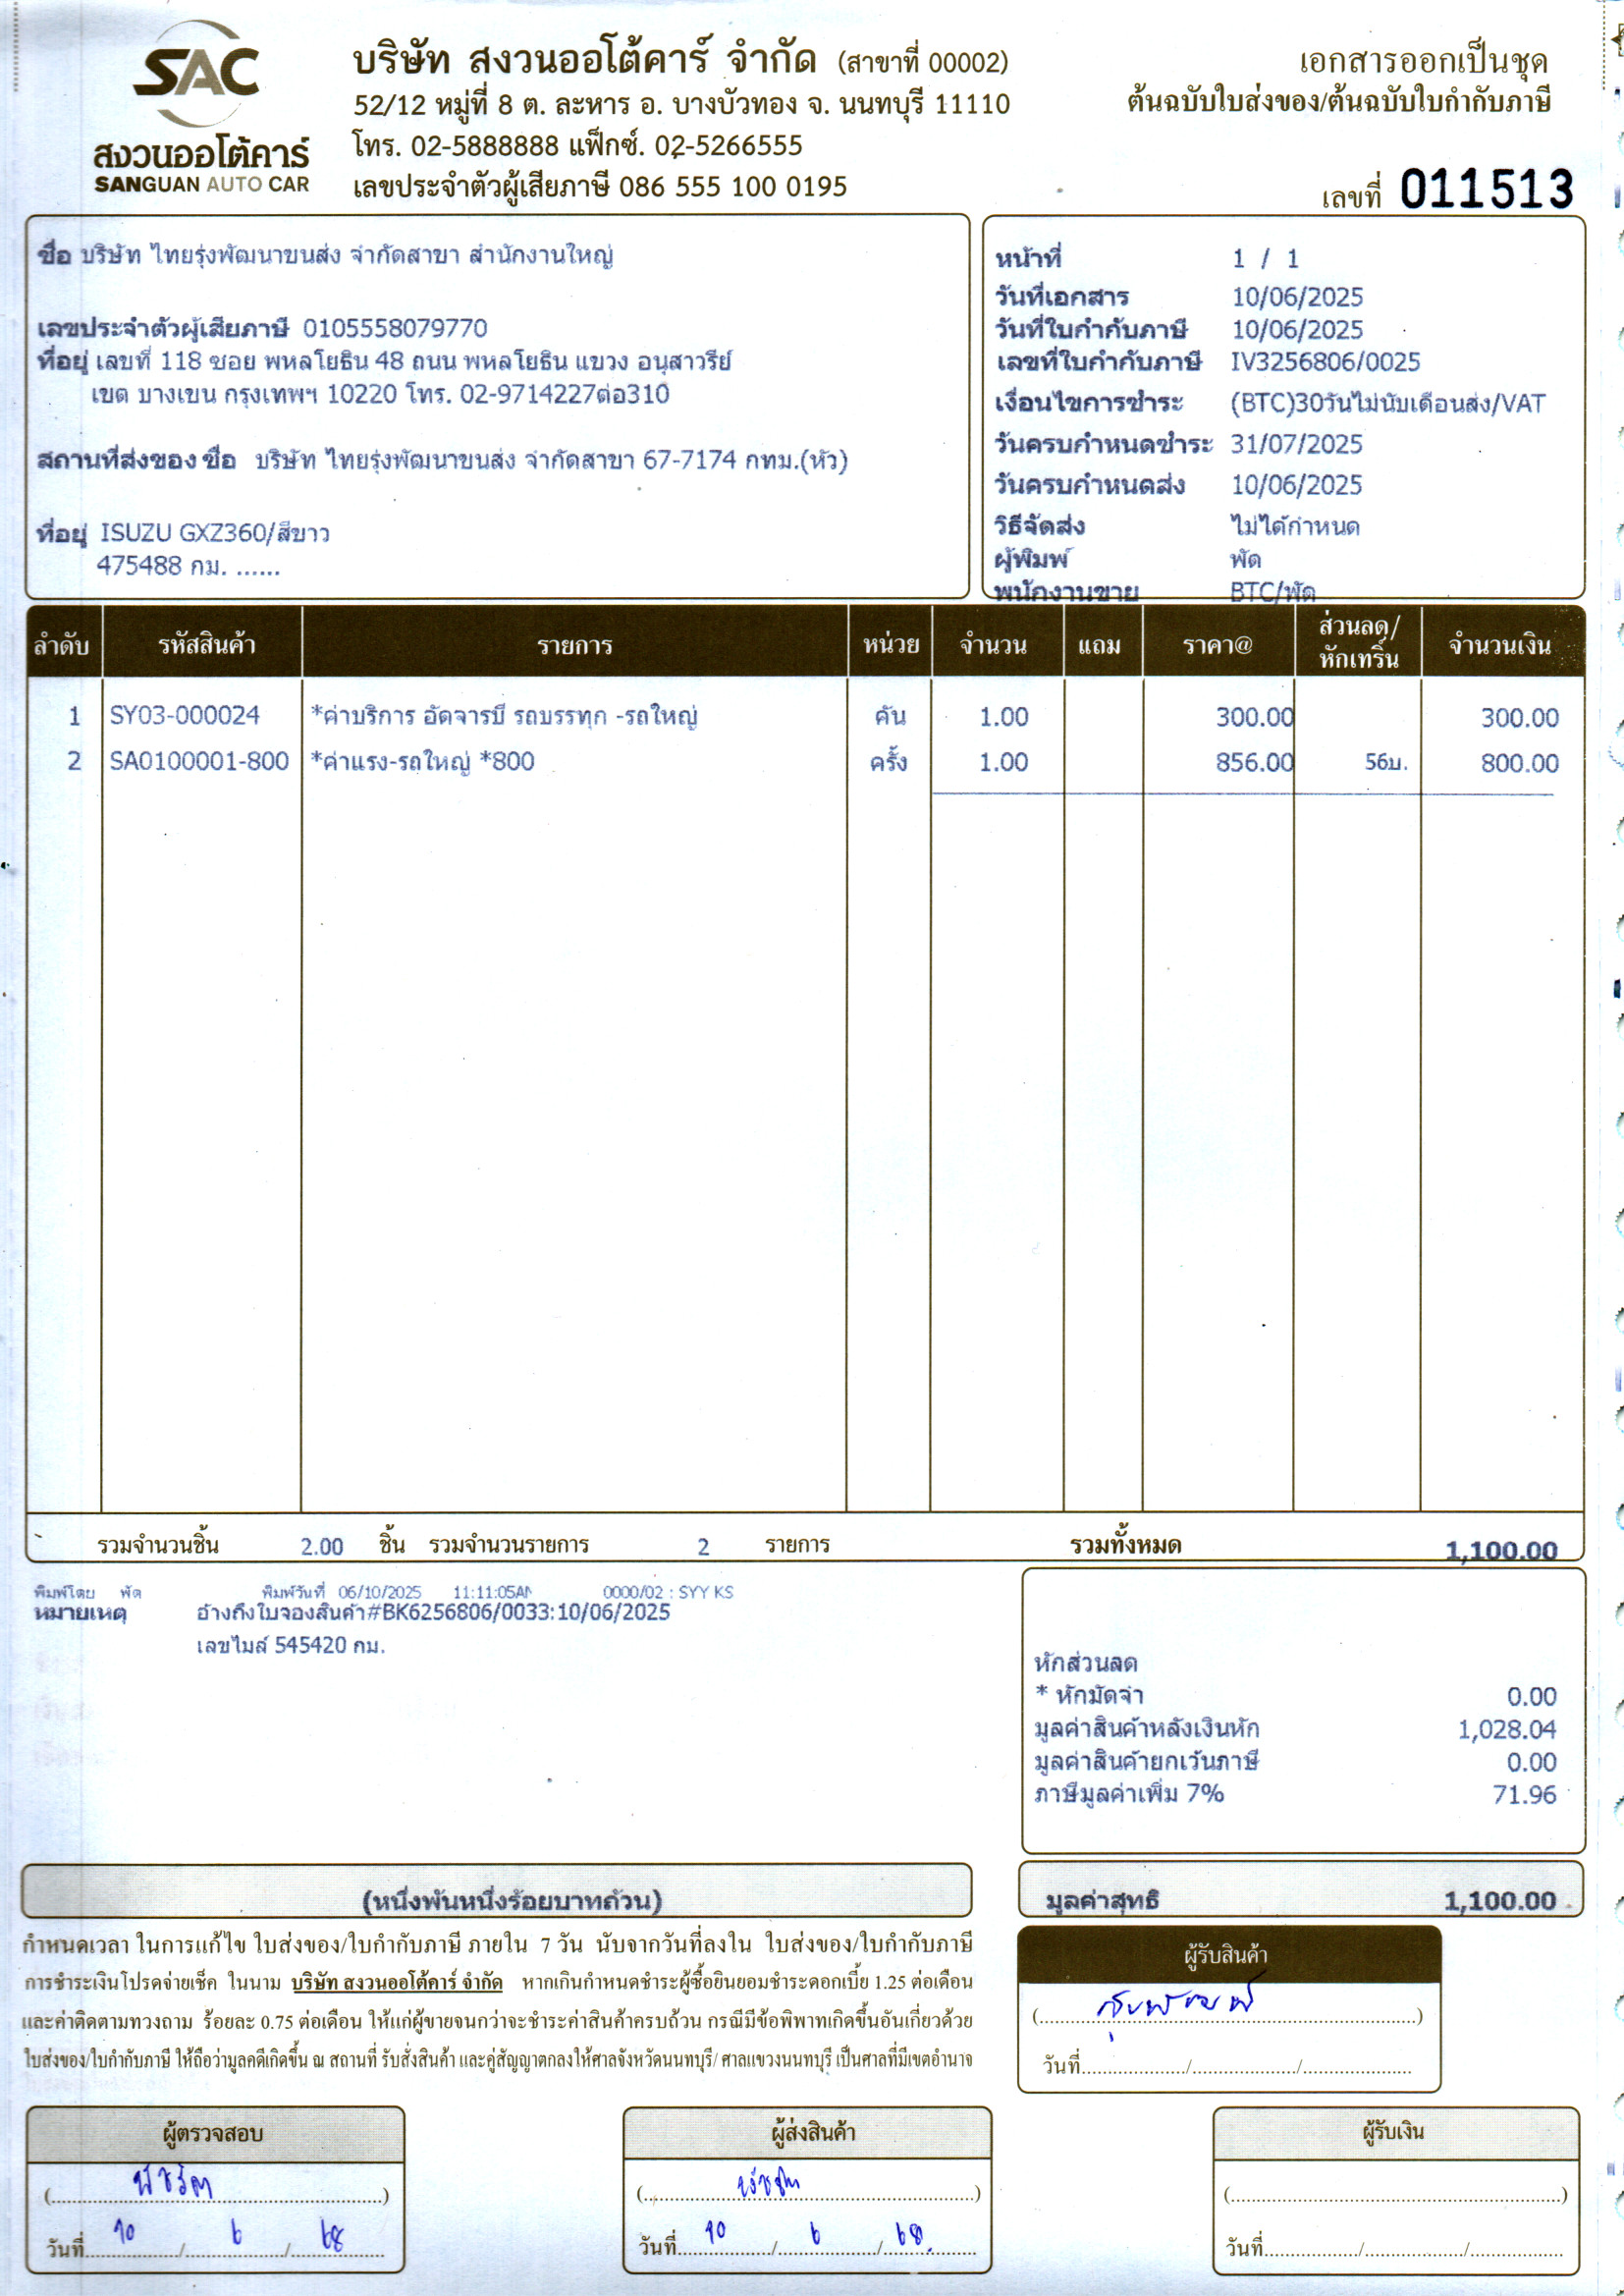 SAC
สงวนออโต้คาร์
SANGUAN AUTO CAR
บริษัท สงวนออโต้คาร์ จำกัด (สาขาที่ 00002)
52/12 หมู่ที่ 8 ต. ละหาร อ. บางบัวทอง จ. นนทบุรี 11110
โทร. 02-5888888 แฟ็กซ์. 02-5266555
เลขประจำตัวผู้เสียภาษี 086 555 100 0195
เอกสารออกเป็นชุด
ต้นฉบับใบส่งของ/ต้นฉบับใบกำกับภาษี
เลขที่ 011513
ชื่อ บริษัท ไทยรุ่งพัฒนาขนส่ง จำกัดสาขา สำนักงานใหญ่
เลขประจำตัวผู้เสียภาษี 0105558079770
ที่อยู่ เลขที่ 118 ซอย พหลโยธิน 48 ถนน พหลโยธิน แขวง อนุสาวรีย์
เขต บางเขน กรุงเทพฯ 10220 โทร. 02-9714227ต่อ310
สถานที่ส่งของ ชื่อ บริษัท ไทยรุ่งพัฒนาขนส่ง จำกัดสาขา 67-7174 กทม.(หัว)
ที่อยู่ ISUZU GXZ360/สีขาว
475488 กม. ......
หน้าที่ 1 / 1
วันที่เอกสาร 10/06/2025
วันที่ใบกำกับภาษี 10/06/2025
เลขที่ใบกำกับภาษี IV3256806/0025
เงื่อนไขการชำระ (BTC)30วันไม่นับเดือนส่ง/VAT
วันครบกำหนดชำระ 31/07/2025
วันครบกำหนดส่ง 10/06/2025
วิธีจัดส่ง ไม่ได้กำหนด
ผู้พิมพ์ พัด
พนักงานขาย BTC/พัด
ลำดับ รหัสสินค้า รายการ หน่วย จำนวน แถม ราคา@ ส่วนลด/หักเทริ์น จำนวนเงิน
1 SY03-000024 *ค่าบริการ อัดจารบี รถบรรทุก -รถใหญ่ คัน 1.00 300.00 300.00
2 SA0100001-800 *ค่าแรง-รถใหญ่ *800 ครั้ง 1.00 856.00 56บ. 800.00
รวมจำนวนชิ้น 2.00 ชิ้น รวมจำนวนรายการ 2 รายการ รวมทั้งหมด 1,100.00
พิมพ์โดย พัด พิมพ์วันที่ 06/10/2025 11:11:05AM 0000/02 : SYY KS
หมายเหตุ อ้างถึงใบจองสินค้า#BK6256806/0033:10/06/2025
เลขไมล์ 545420 กม.
หักส่วนลด
* หักมัดจำ 0.00
มูลค่าสินค้าหลังเงินหัก 1,028.04
มูลค่าสินค้ายกเว้นภาษี 0.00
ภาษีมูลค่าเพิ่ม 7% 71.96
(หนึ่งพันหนึ่งร้อยบาทถ้วน)
มูลค่าสุทธิ 1,100.00
กำหนดเวลา ในการแก้ไข ใบส่งของ/ใบกำกับภาษี ภายใน 7 วัน นับจากวันที่ลงใน ใบส่งของ/ใบกำกับภาษี
การชำระเงินโปรดจ่ายเช็ค ในนาม บริษัท สงวนออโต้คาร์ จำกัด หากเกินกำหนดชำระผู้ซื้อยินยอมชำระดอกเบี้ย 1.25 ต่อเดือน
และค่าติดตามทวงถาม ร้อยละ 0.75 ต่อเดือน ให้แก่ผู้ขายจนกว่าจะชำระค่าสินค้าครบถ้วน กรณีมีข้อพิพาทเกิดขึ้นอันเกี่ยวด้วย
ใบส่งของ/ใบกำกับภาษี ให้ถือว่ามูลคดีเกิดขึ้น ณ สถานที่ รับสั่งสินค้า และคู่สัญญาตกลงให้ศาลจังหวัดนนทบุรี/ ศาลแขวงนนทบุรี เป็นศาลที่มีเขตอำนาจ
ผู้รับสินค้า
วันที่......../......../........
ผู้ตรวจสอบ
วันที่ 10 / 6 / 68
ผู้ส่งสินค้า
วันที่ 10 / 6 / 68.
ผู้รับเงิน
(................)
วันที่......../......../........